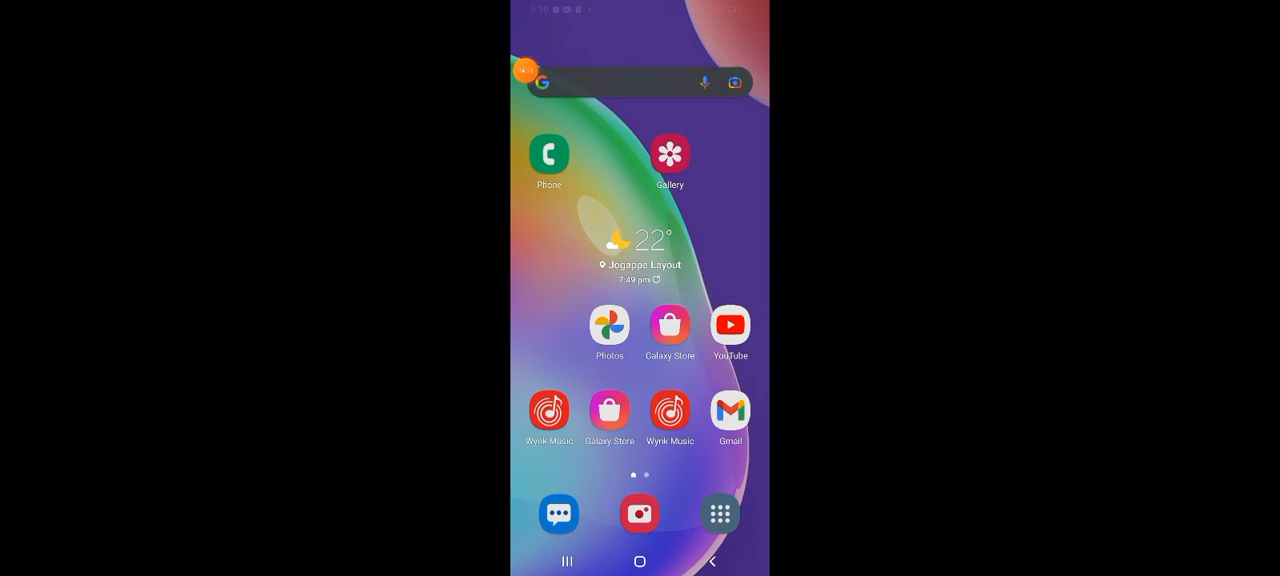 Phone
Gallery
22°
Jogappa Layout
7:49 pm
Photos
Galaxy Store
YouTube
Wynk Music
Galaxy Store
Wynk Music
Gmail